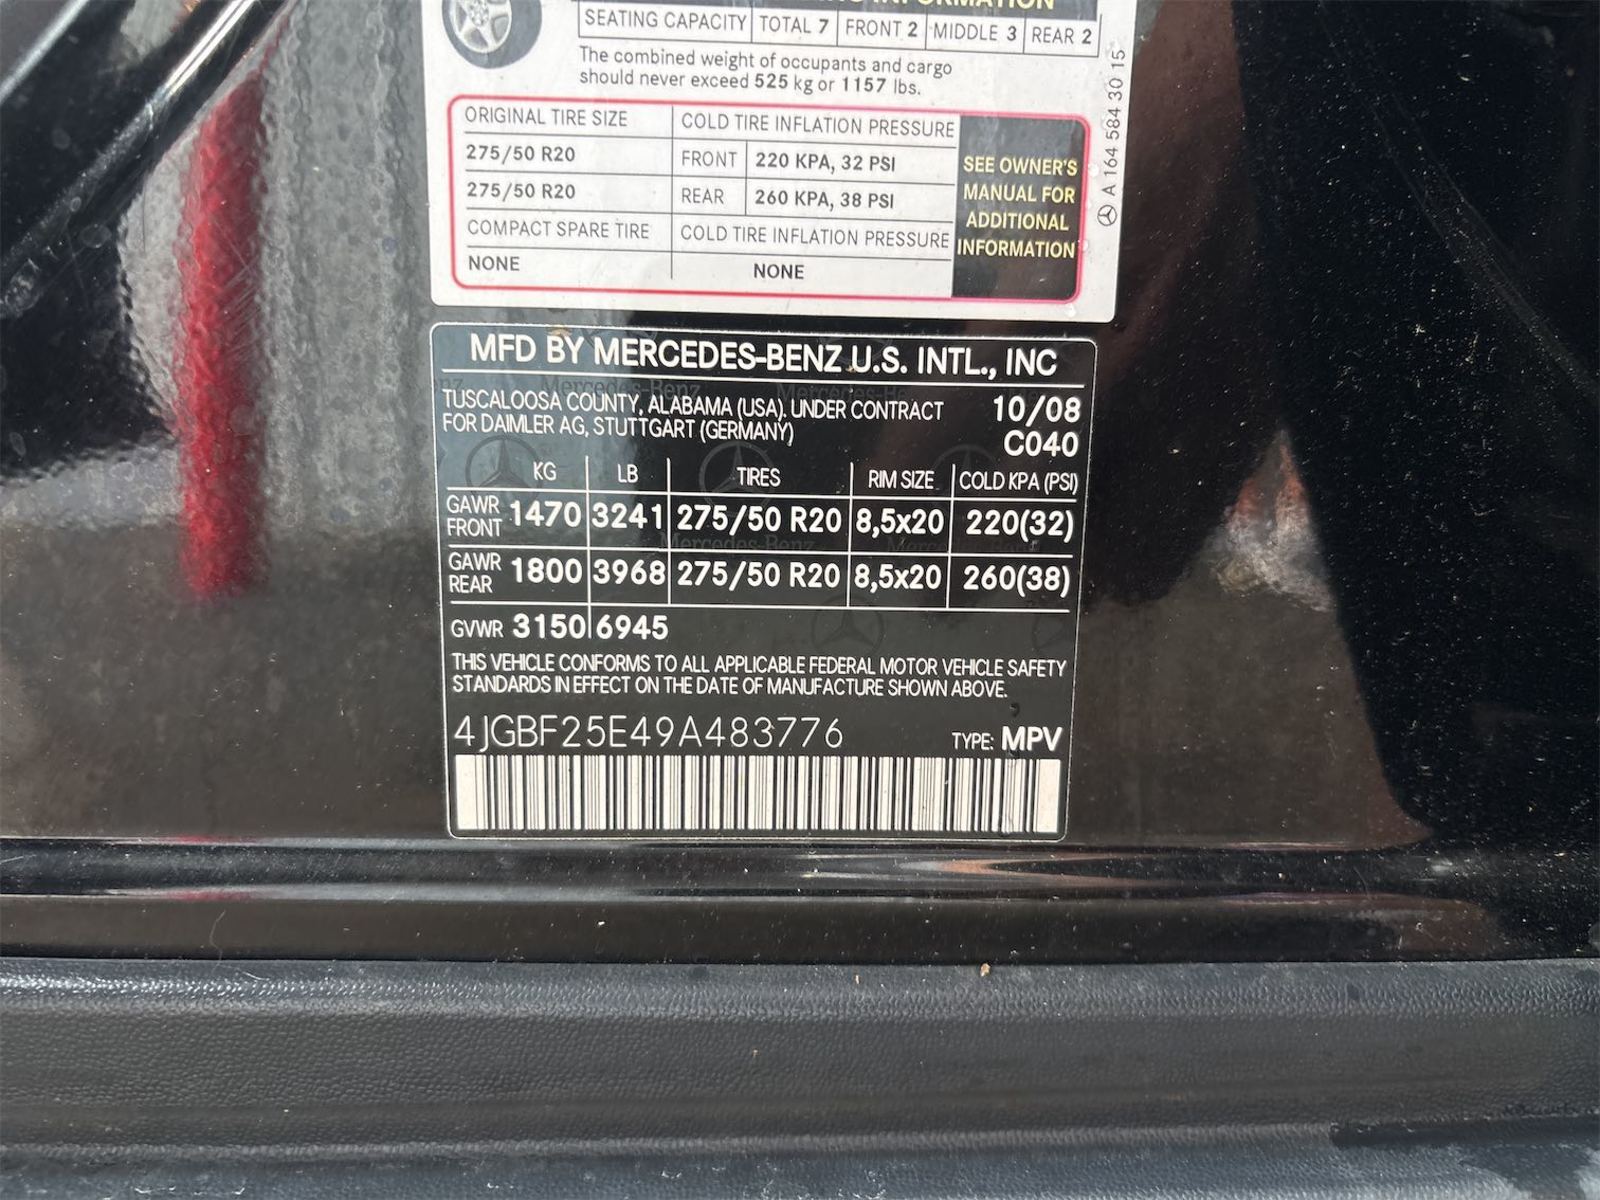 SEATING CAPACITY TOTAL 7 FRONT 2 MIDDLE 3 REAR 2
The combined weight of occupants and cargo
should never exceed 525 kg or 1157 lbs.
ORIGINAL TIRE SIZE COLD TIRE INFLATION PRESSURE
275/50 R20 FRONT 220 KPA, 32 PSI
275/50 R20 REAR 260 KPA, 38 PSI
COMPACT SPARE TIRE COLD TIRE INFLATION PRESSURE
NONE NONE
SEE OWNER'S
MANUAL FOR
ADDITIONAL
INFORMATION
A 164 584 30 15
MFD BY MERCEDES-BENZ U.S. INTL., INC
TUSCALOOSA COUNTY, ALABAMA (USA). UNDER CONTRACT 10/08
FOR DAIMLER AG, STUTTGART (GERMANY) C040
KG LB TIRES RIM SIZE COLD KPA (PSI)
GAWR FRONT 1470 3241 275/50 R20 8,5x20 220(32)
GAWR REAR 1800 3968 275/50 R20 8,5x20 260(38)
GVWR 3150 6945
THIS VEHICLE CONFORMS TO ALL APPLICABLE FEDERAL MOTOR VEHICLE SAFETY
STANDARDS IN EFFECT ON THE DATE OF MANUFACTURE SHOWN ABOVE.
4JGBF25E49A483776 TYPE: MPV